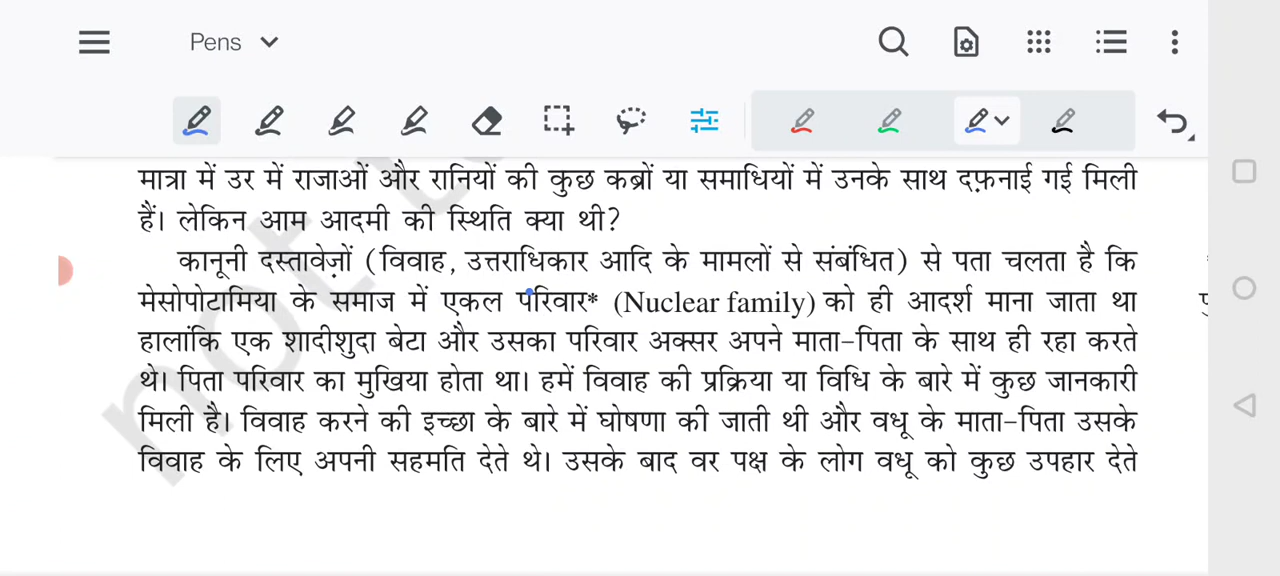 Pens
मात्रा में उर में राजाओं और रानियों की कुछ कब्रों या समाधियों में उनके साथ दफ़नाई गई मिली
हैं। लेकिन आम आदमी की स्थिति क्या थी?
कानूनी दस्तावेज़ों (विवाह, उत्तराधिकार आदि के मामलों से संबंधित) से पता चलता है कि
मेसोपोटामिया के समाज में एकल परिवार* (Nuclear family) को ही आदर्श माना जाता था
हालांकि एक शादीशुदा बेटा और उसका परिवार अक्सर अपने माता-पिता के साथ ही रहा करते
थे। पिता परिवार का मुखिया होता था। हमें विवाह की प्रक्रिया या विधि के बारे में कुछ जानकारी
मिली है। विवाह करने की इच्छा के बारे में घोषणा की जाती थी और वधू के माता-पिता उसके
विवाह के लिए अपनी सहमति देते थे। उसके बाद वर पक्ष के लोग वधू को कुछ उपहार देते
not